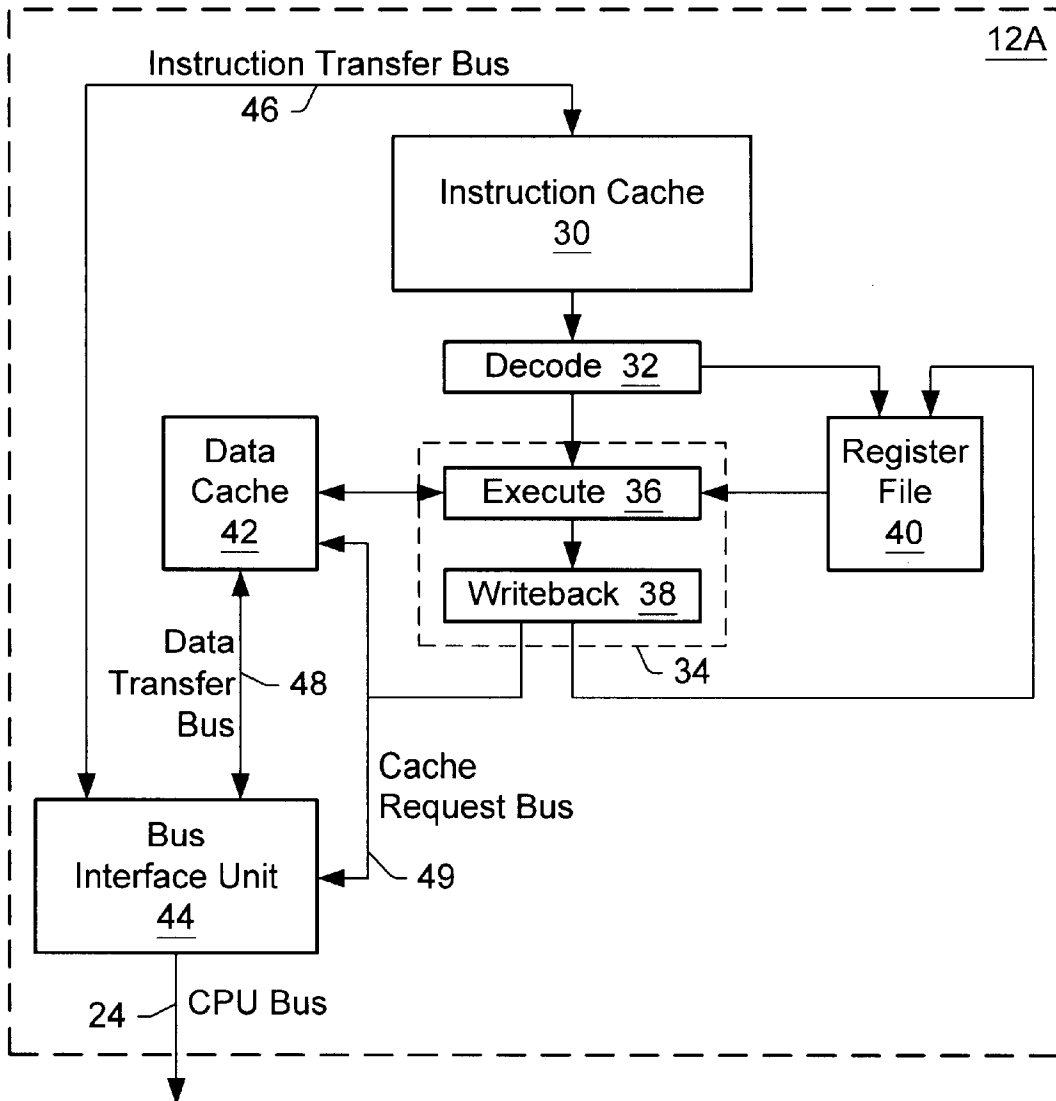 12A
Instruction Transfer Bus
46
Instruction Cache
30
Decode 32
Data
Cache
42
Execute 36
Register
File
40
Writeback 38
34
Data
Transfer
Bus
48
Cache
Request Bus
49
Bus
Interface Unit
44
24
CPU Bus